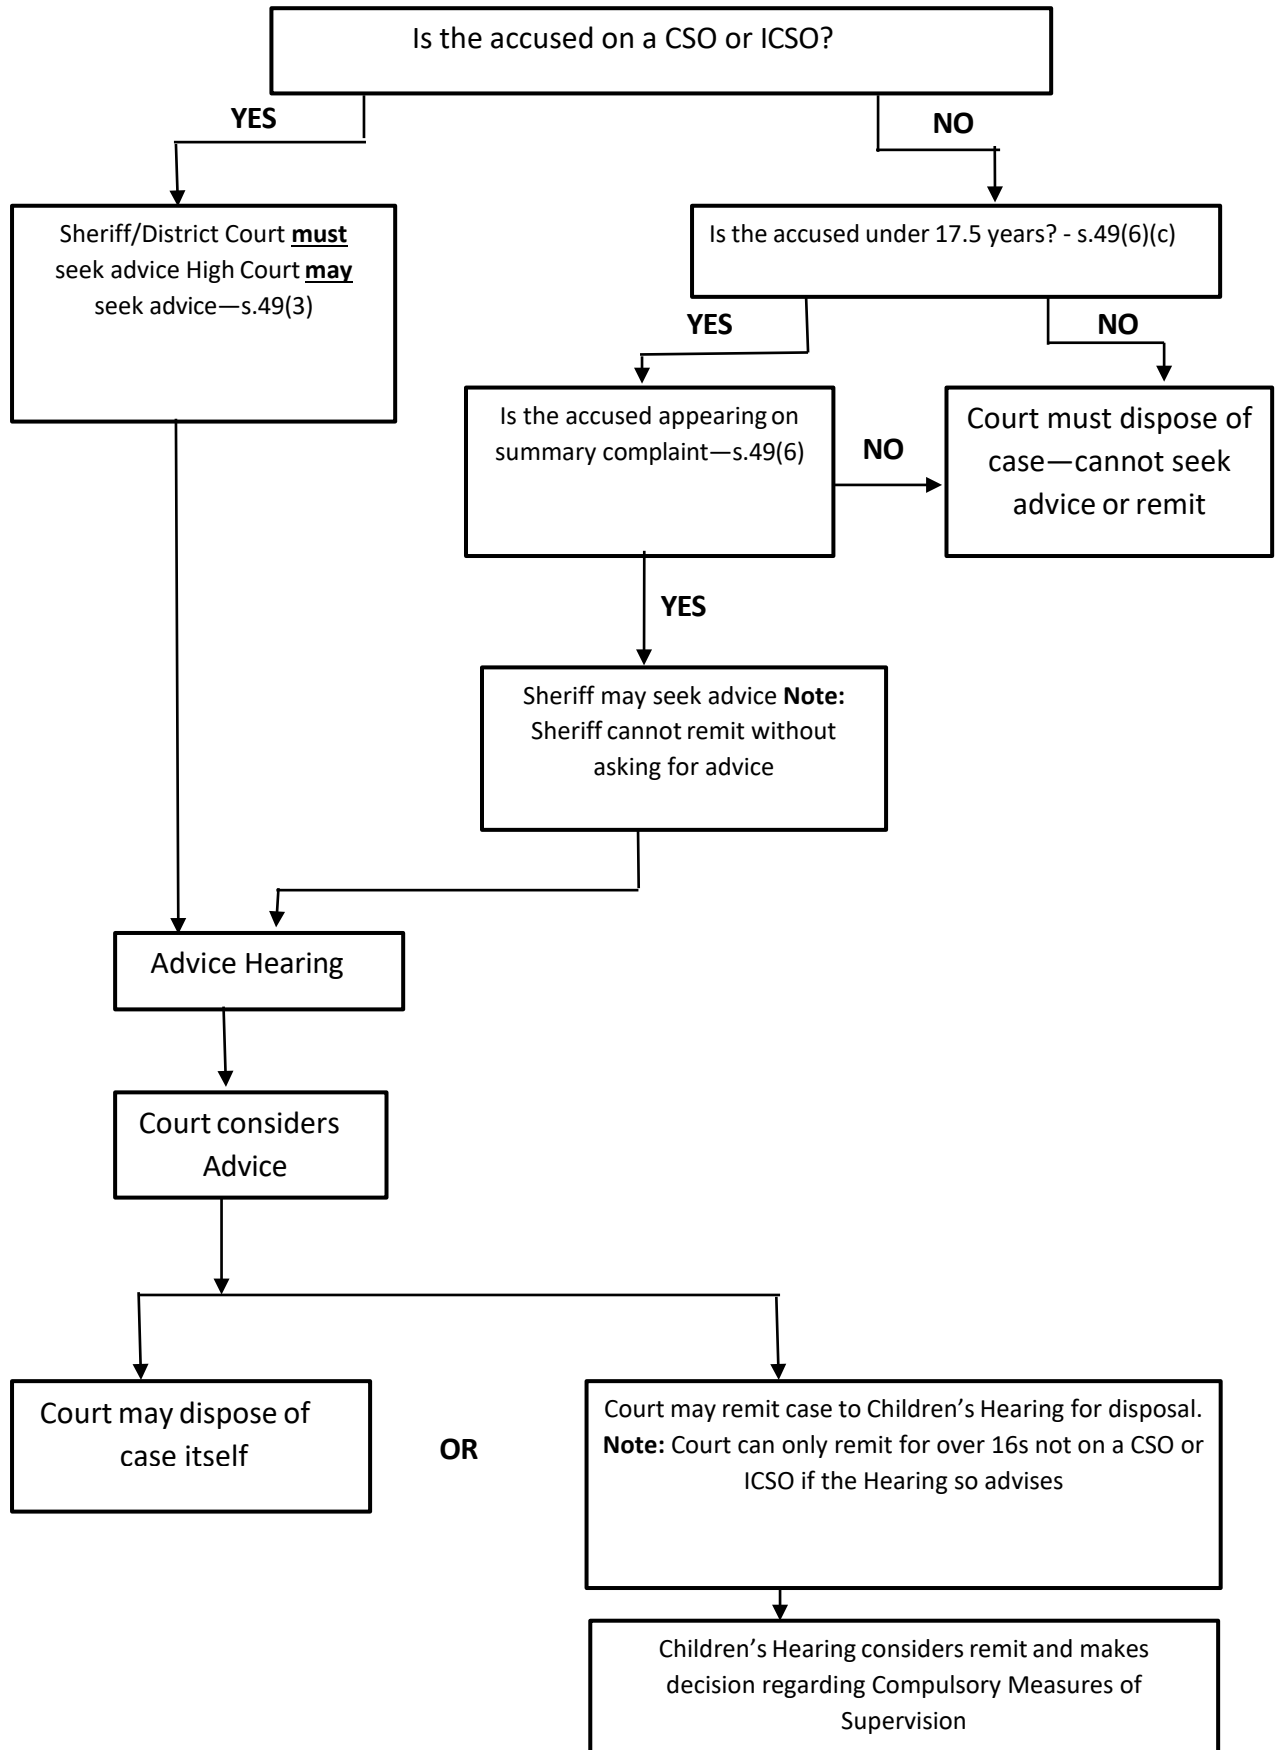 Is the accused on a CSO or ICSO?
YES
NO
Sheriff/District Court must
seek advice High Court may
seek advice—s.49(3)
Is the accused under 17.5 years? - s.49(6)(c)
YES
NO
Is the accused appearing on
summary complaint—s.49(6)
NO
Court must dispose of
case—cannot seek
advice or remit
YES
Sheriff may seek advice Note:
Sheriff cannot remit without
asking for advice
Advice Hearing
Court considers
Advice
Court may dispose of
case itself
OR
Court may remit case to Children’s Hearing for disposal.
Note: Court can only remit for over 16s not on a CSO or
ICSO if the Hearing so advises
Children’s Hearing considers remit and makes
decision regarding Compulsory Measures of
Supervision